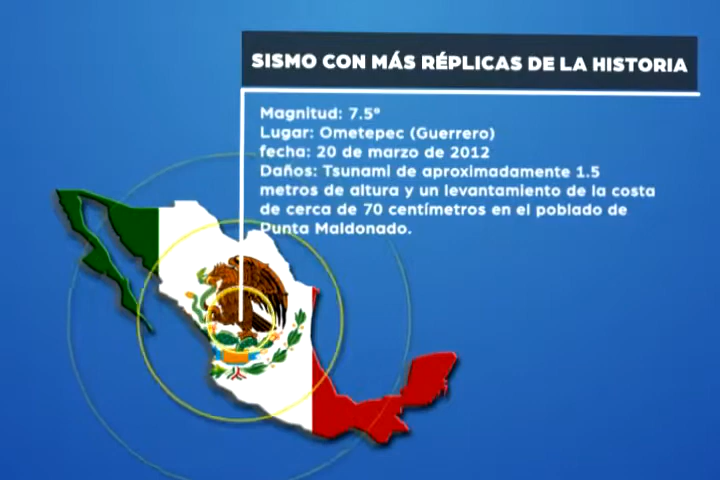 SISMO CON MÁS RÉPLICAS DE LA HISTORIA
Magnitud: 7.5°
Lugar: Ometepec (Guerrero)
fecha: 20 de marzo de 2012
Daños: Tsunami de aproximadamente 1.5
metros de altura y un levantamiento de la costa
de cerca de 70 centímetros en el poblado de
Punta Maldonado.